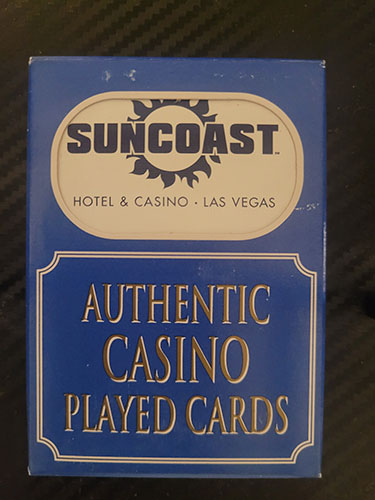 SUNCOAST™
HOTEL & CASINO · LAS VEGAS
AUTHENTIC
CASINO
PLAYED CARDS